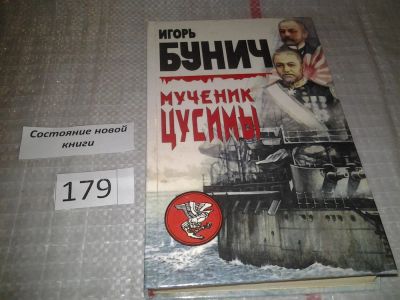 ИГОРЬ
БУНИЧ
МУЧЕНИК
ЦУСИМЫ
Состояние новой
книги
179